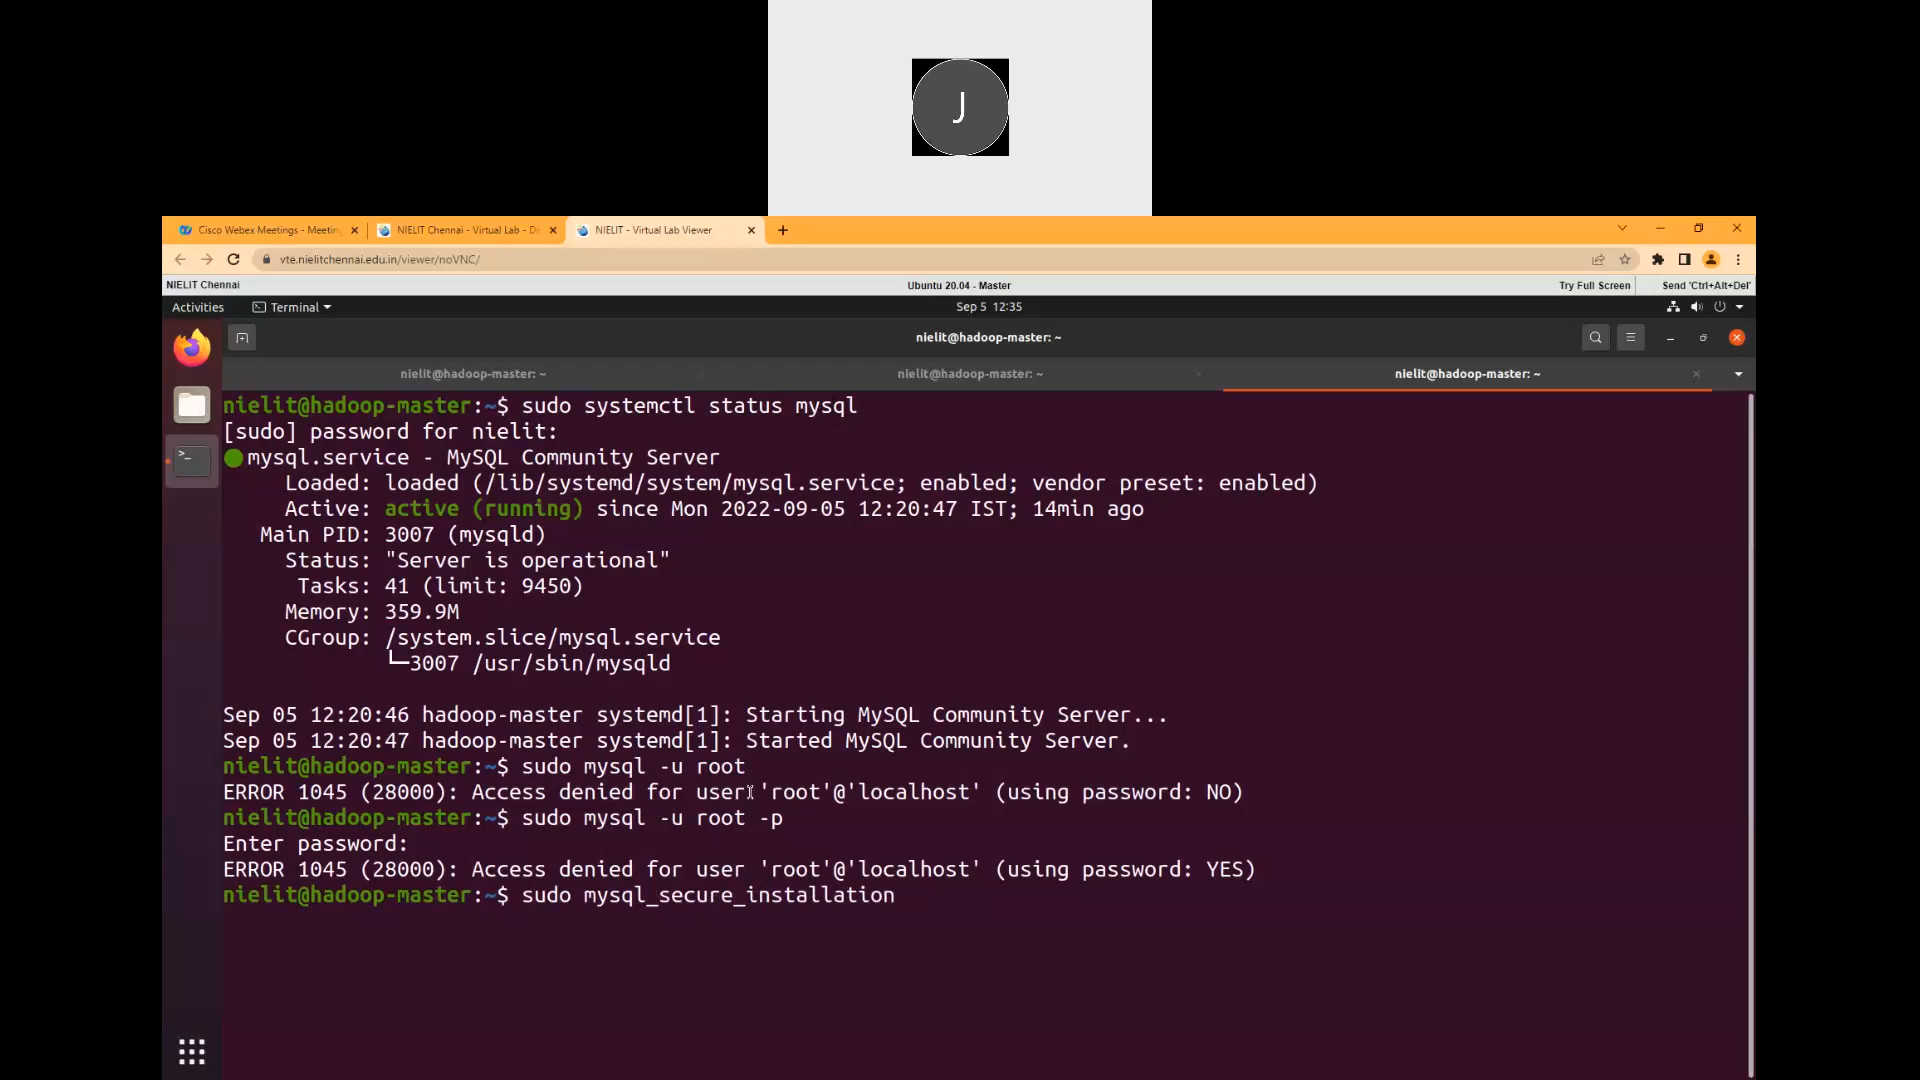 J
Cisco Webex Meetings - Meetin
NIELIT Chennai - Virtual Lab - D
NIELIT - Virtual Lab Viewer
vte.nielitchennai.edu.in/viewer/noVNC/
NIELIT Chennai
Ubuntu 20.04 - Master
Try Full Screen
Send 'Ctrl+Alt+Del'
Activities
Terminal
Sep 5 12:35
nielit@hadoop-master: ~
nielit@hadoop-master: ~
nielit@hadoop-master: ~
nielit@hadoop-master: ~
nielit@hadoop-master:~$ sudo systemctl status mysql
[sudo] password for nielit:
mysql.service - MySQL Community Server
Loaded: loaded (/lib/systemd/system/mysql.service; enabled; vendor preset: enabled)
Active: active (running) since Mon 2022-09-05 12:20:47 IST; 14min ago
Main PID: 3007 (mysqld)
Status: "Server is operational"
Tasks: 41 (limit: 9450)
Memory: 359.9M
CGroup: /system.slice/mysql.service
└─3007 /usr/sbin/mysqld
Sep 05 12:20:46 hadoop-master systemd[1]: Starting MySQL Community Server...
Sep 05 12:20:47 hadoop-master systemd[1]: Started MySQL Community Server.
nielit@hadoop-master:~$ sudo mysql -u root
ERROR 1045 (28000): Access denied for user 'root'@'localhost' (using password: NO)
nielit@hadoop-master:~$ sudo mysql -u root -p
Enter password:
ERROR 1045 (28000): Access denied for user 'root'@'localhost' (using password: YES)
nielit@hadoop-master:~$ sudo mysql_secure_installation